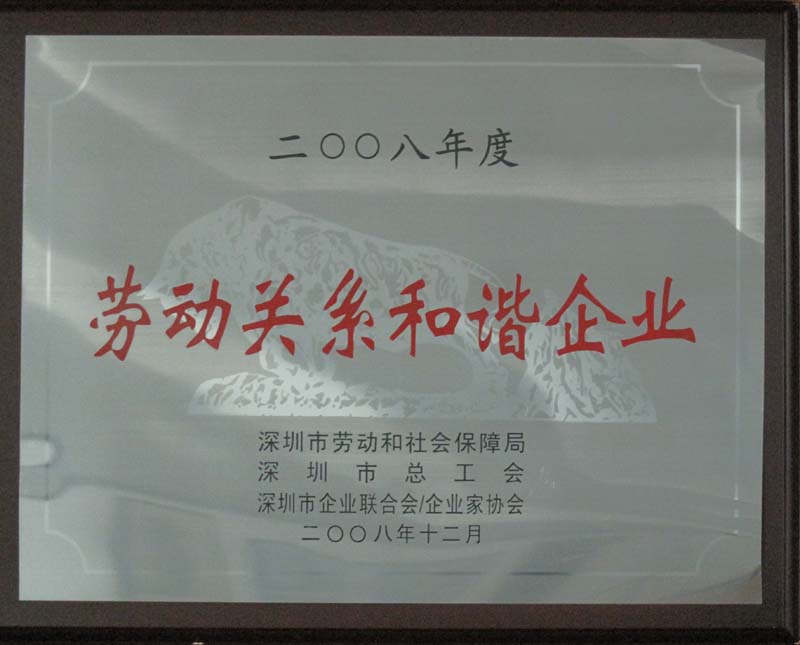 二〇〇八年度
劳动关系和谐企业
深圳市劳动和社会保障局
深圳市总工会
深圳市企业联合会/企业家协会
二〇〇八年十二月